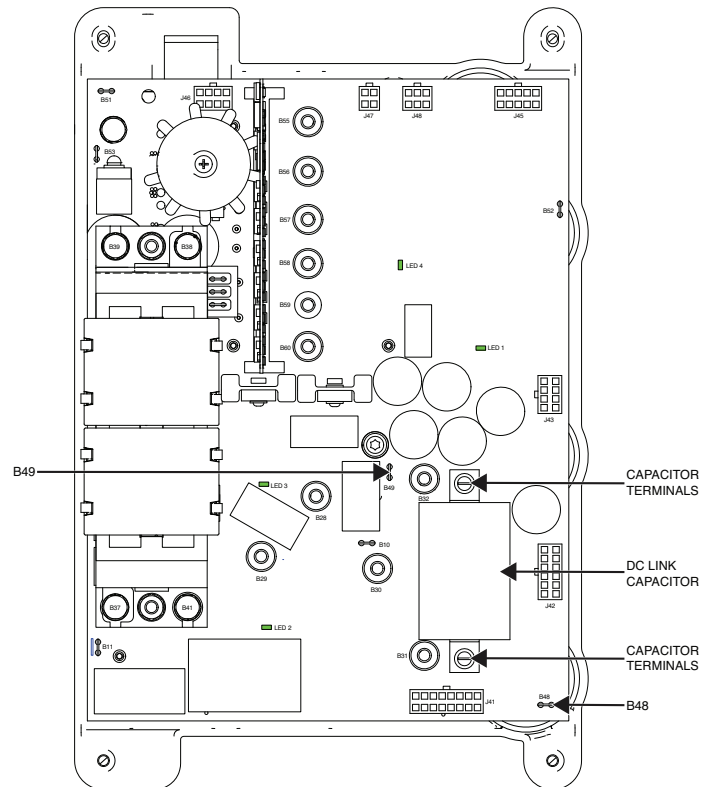 B51
J46
B55
J47
J48
J45
B53
B56
B57
B52
B39
B38
B58
LED 4
B59
B60
LED 1
J43
B49
B49
B32
CAPACITOR
TERMINALS
LED 3
B28
B10
B29
B30
DC LINK
CAPACITOR
J42
B37
B41
LED 2
B11
B31
CAPACITOR
TERMINALS
J41
B48
B48